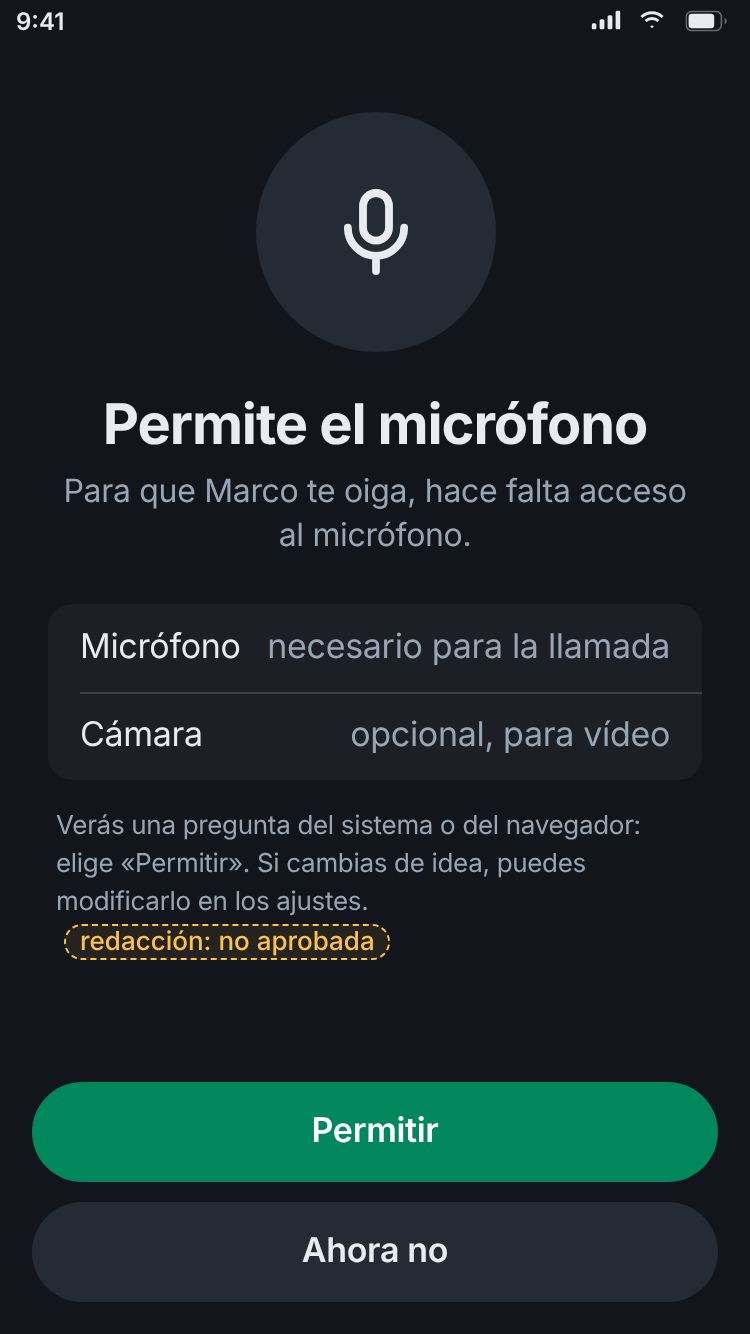 9:41
Permite el micrófono
Para que Marco te oiga, hace falta acceso
al micrófono.
Micrófono necesario para la llamada
Cámara opcional, para vídeo
Verás una pregunta del sistema o del navegador:
elige «Permitir». Si cambias de idea, puedes
modificarlo en los ajustes.
redacción: no aprobada
Permitir
Ahora no